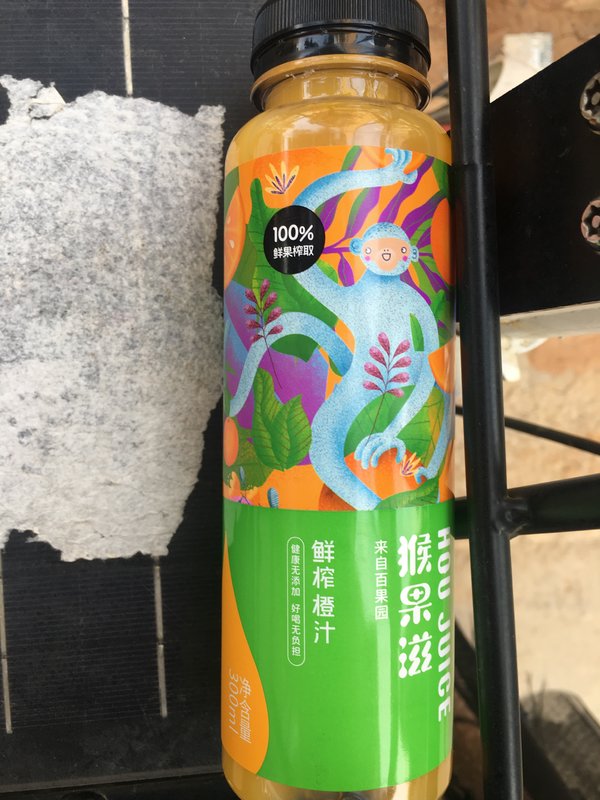 100%
鲜果榨取
HOU JUICE
猴果滋
来自百果园
鲜榨橙汁
健康无添加 好喝无负担
净含量
300ml